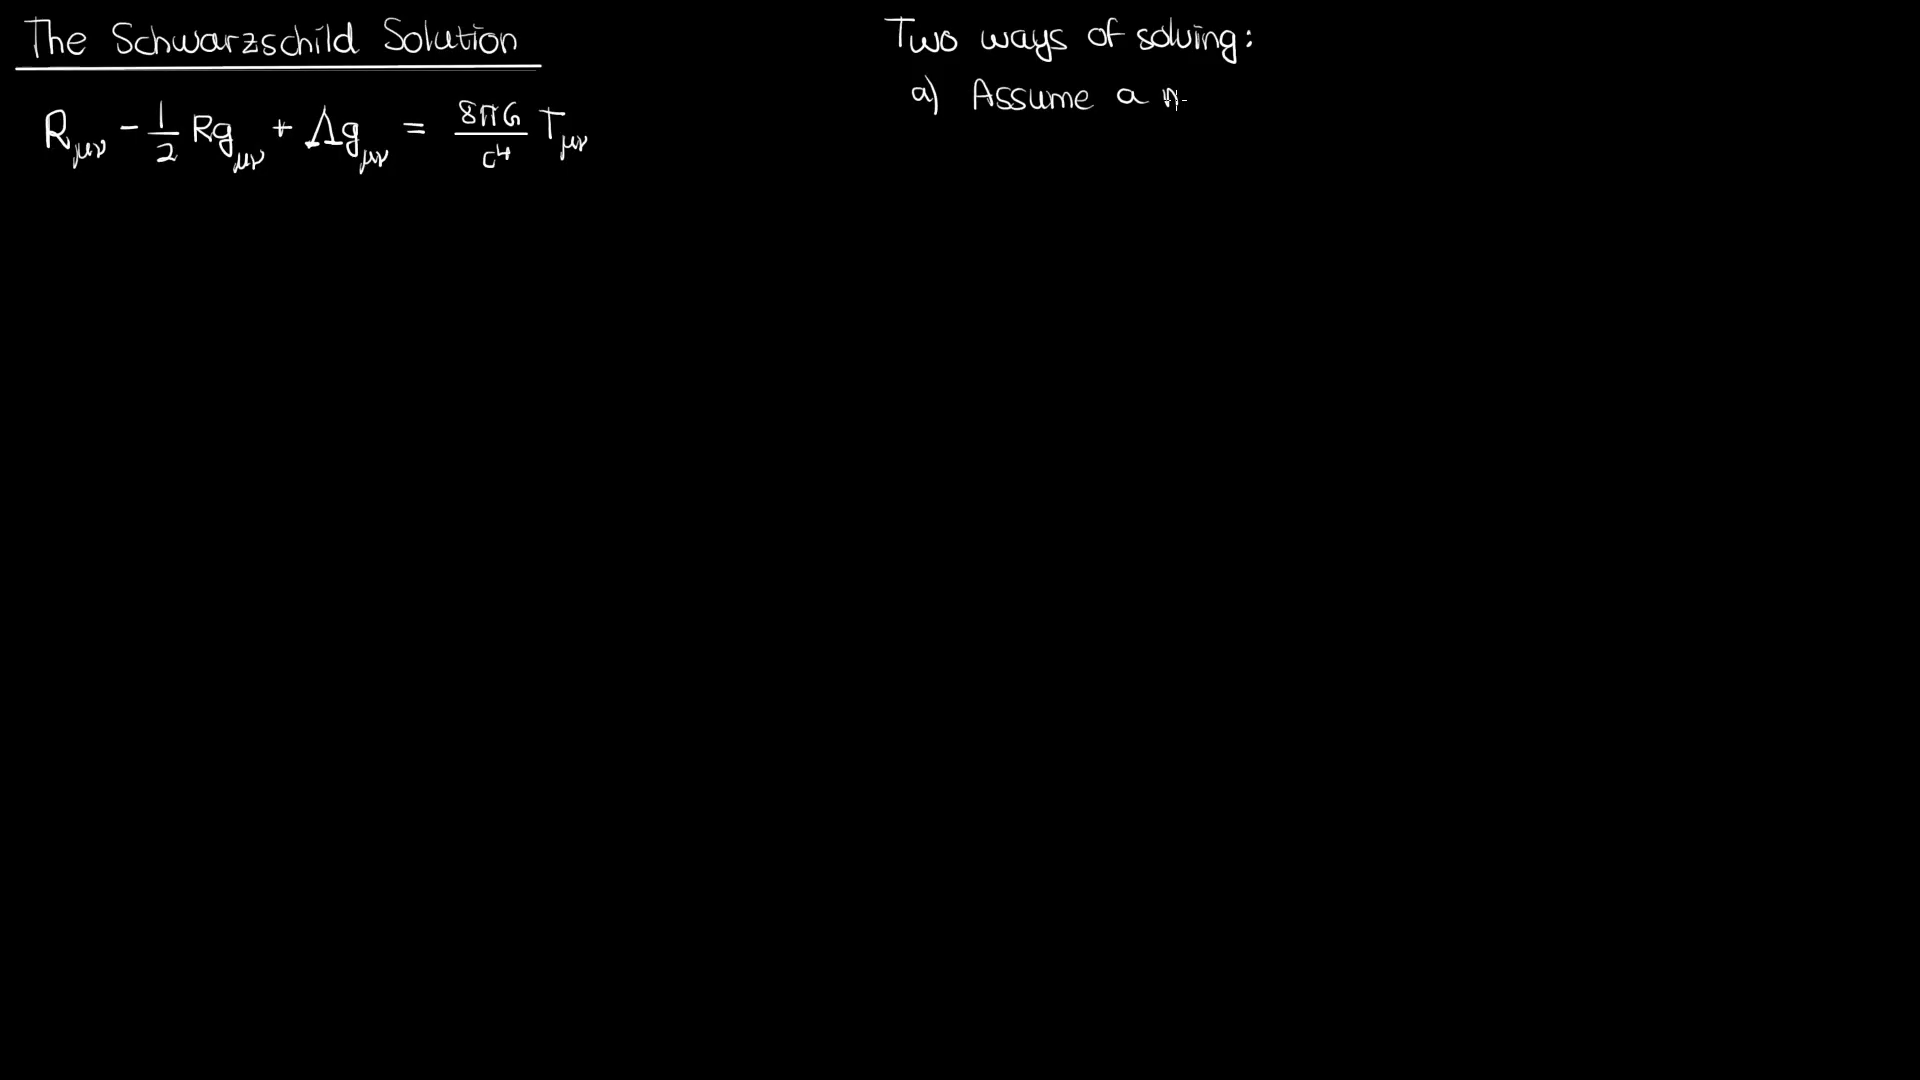 The Schwarzschild Solution
R_μν - 1/2 Rg_μν + Λg_μν = 8πG/c⁴ T_μν
Two ways of solving:
a) Assume a